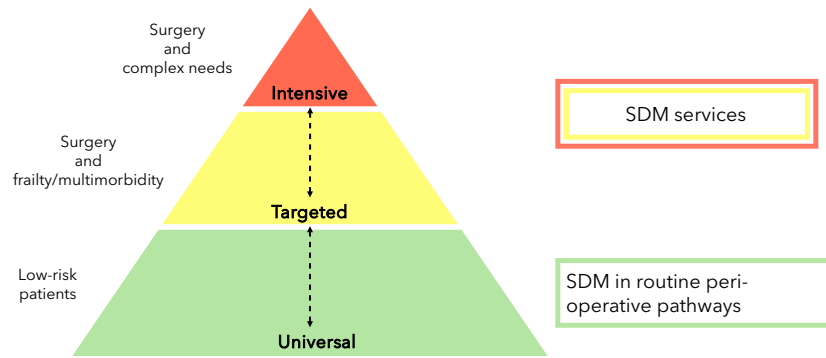 Surgery
and
complex needs
Intensive
SDM services
Surgery
and
frailty/multimorbidity
Targeted
Low-risk
patients
SDM in routine peri-
operative pathways
Universal